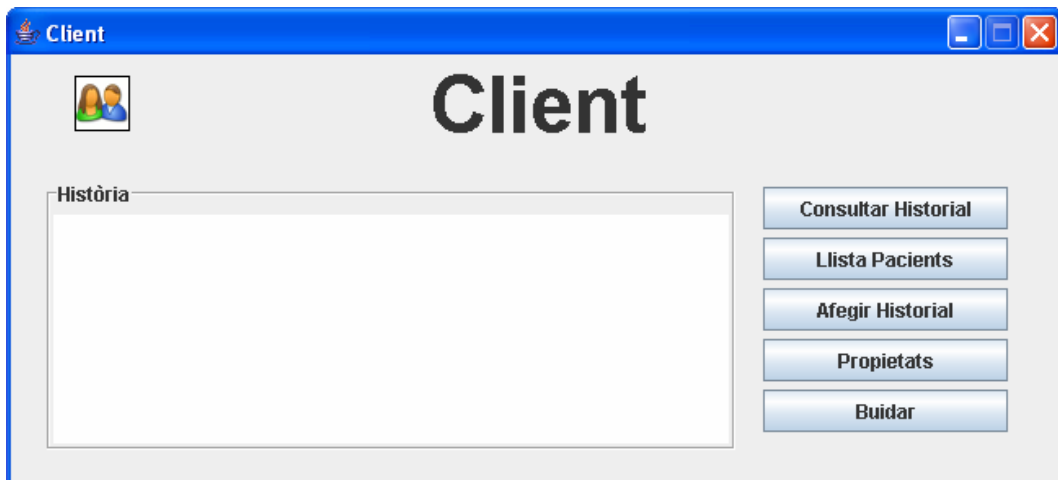 Client
Client
Història
Consultar Historial
Llista Pacients
Afegir Historial
Propietats
Buidar